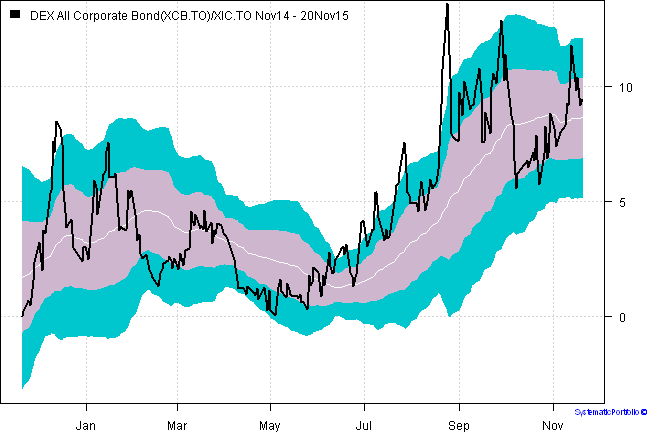 DEX All Corporate Bond(XCB.TO)/XIC.TO Nov14 - 20Nov15
10
5
0
Jan Mar May Jul Sep Nov
SystematicPortfolio ©